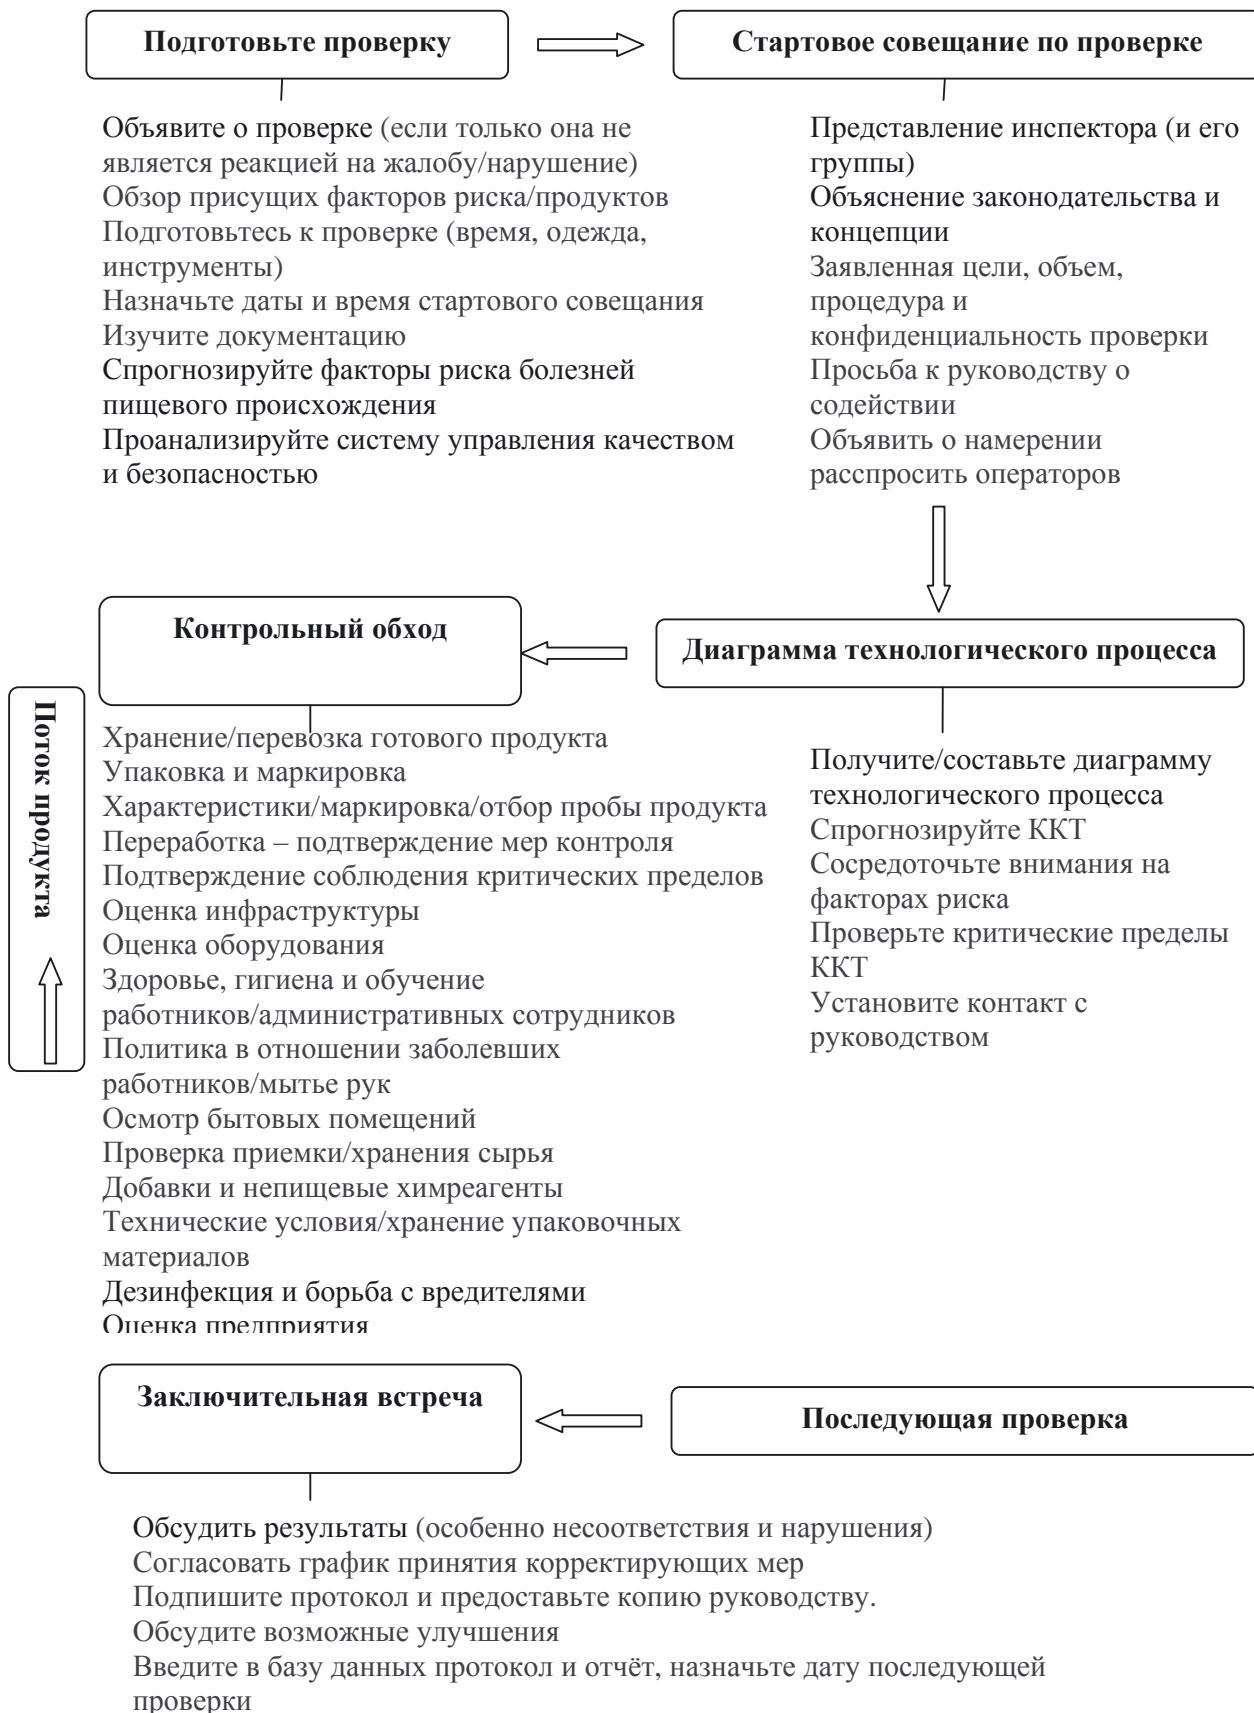 Подготовьте проверку
Стартовое совещание по проверке
Объявите о проверке (если только она не
является реакцией на жалобу/нарушение)
Обзор присущих факторов риска/продуктов
Подготовьтесь к проверке (время, одежда,
инструменты)
Назначьте даты и время стартового совещания
Изучите документацию
Спрогнозируйте факторы риска болезней
пищевого происхождения
Проанализируйте систему управления качеством
и безопасностью
Представление инспектора (и его
группы)
Объяснение законодательства и
концепции
Заявленная цели, объем,
процедура и
конфиденциальность проверки
Просьба к руководству о
содействии
Объявить о намерении
расспросить операторов
Диаграмма технологического процесса
Получите/составьте диаграмму
технологического процесса
Спрогнозируйте ККТ
Сосредоточьте внимания на
факторах риска
Проверьте критические пределы
ККТ
Установите контакт с
руководством
Контрольный обход
Поток продукта
Хранение/перевозка готового продукта
Упаковка и маркировка
Характеристики/маркировка/отбор пробы продукта
Переработка – подтверждение мер контроля
Подтверждение соблюдения критических пределов
Оценка инфраструктуры
Оценка оборудования
Здоровье, гигиена и обучение
работников/административных сотрудников
Политика в отношении заболевших
работников/мытье рук
Осмотр бытовых помещений
Проверка приемки/хранения сырья
Добавки и непищевые химреагенты
Технические условия/хранение упаковочных
материалов
Дезинфекция и борьба с вредителями
Оценка предприятия
Заключительная встреча
Последующая проверка
Обсудить результаты (особенно несоответствия и нарушения)
Согласовать график принятия корректирующих мер
Подпишите протокол и предоставьте копию руководству.
Обсудите возможные улучшения
Введите в базу данных протокол и отчёт, назначьте дату последующей
проверки